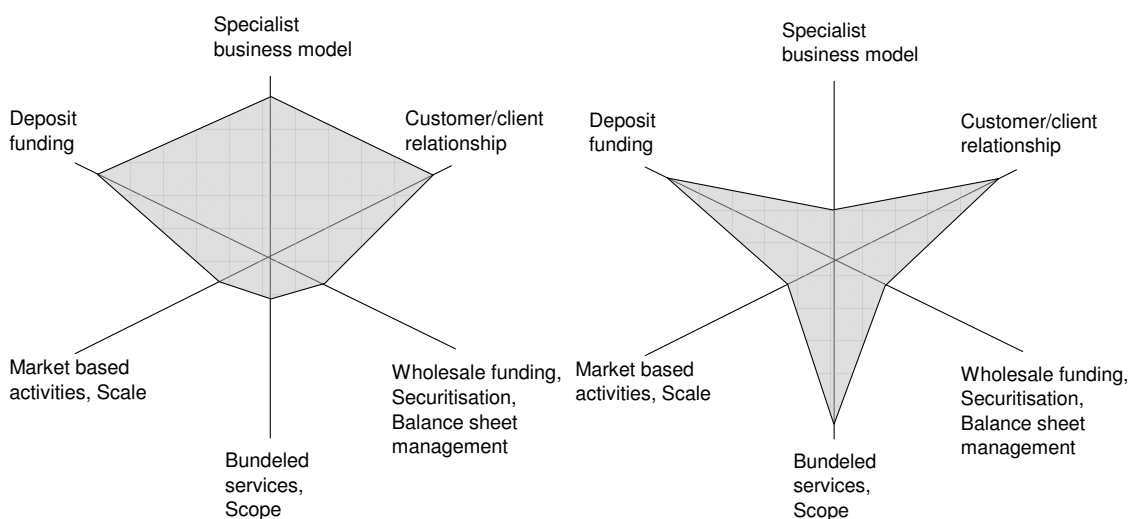 Specialist
business model
Deposit
funding
Customer/client
relationship
Market based
activities, Scale
Wholesale funding,
Securitisation,
Balance sheet
management
Bundeled
services,
Scope
Specialist
business model
Deposit
funding
Customer/client
relationship
Market based
activities, Scale
Wholesale funding,
Securitisation,
Balance sheet
management
Bundeled
services,
Scope